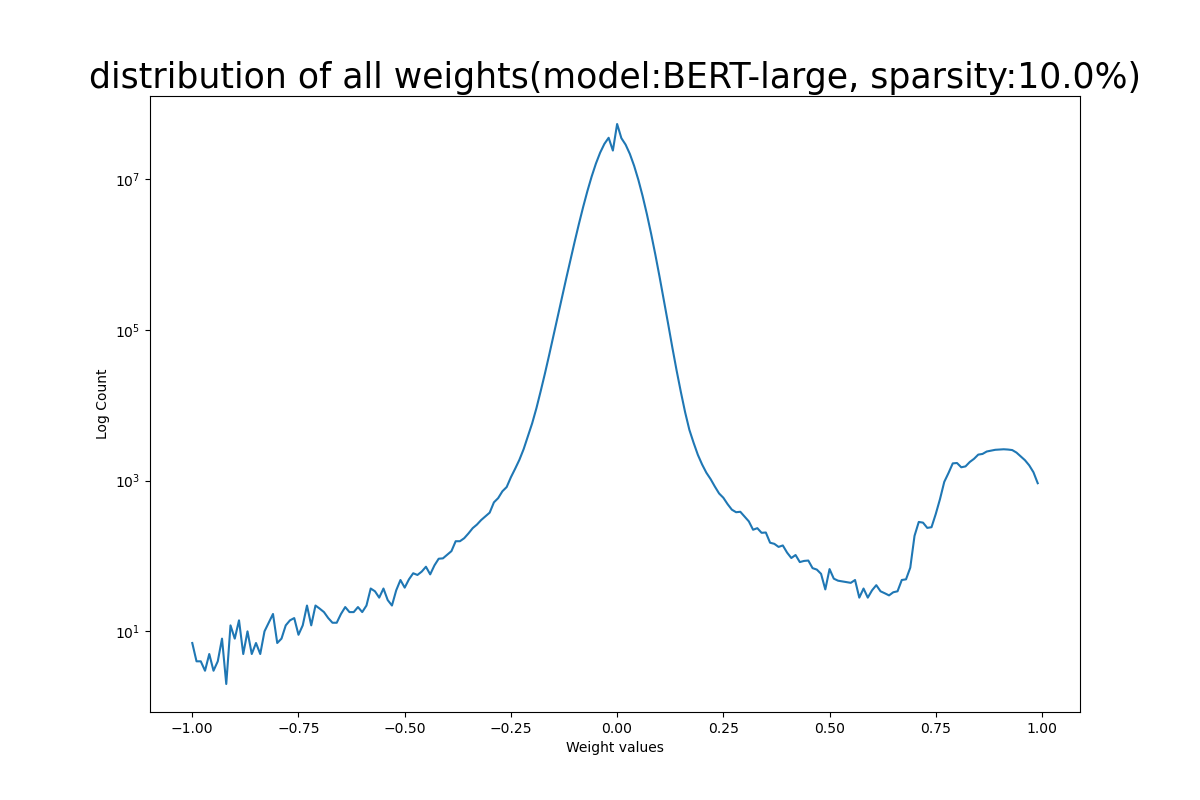 distribution of all weights(model:BERT-large, sparsity:10.0%)
10⁷
10⁵
10³
10¹
Log Count
−1.00 −0.75 −0.50 −0.25 0.00 0.25 0.50 0.75 1.00
Weight values